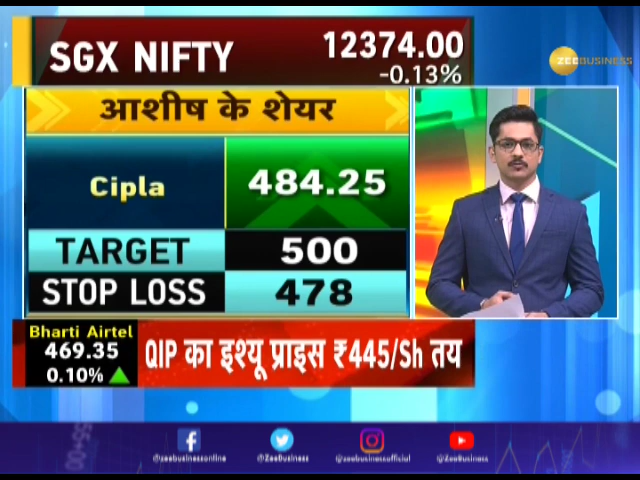 SGX NIFTY
12374.00
-0.13%
ZEEBUSINESS
आशीष के शेयर
Cipla
484.25
TARGET
500
STOP LOSS
478
Bharti Airtel
469.35
0.10%
QIP का इश्यू प्राइस ₹445/Sh तय
@zeebusinessonline
@ZeeBusiness
@zeebusinessofficial
@ZeeBusiness